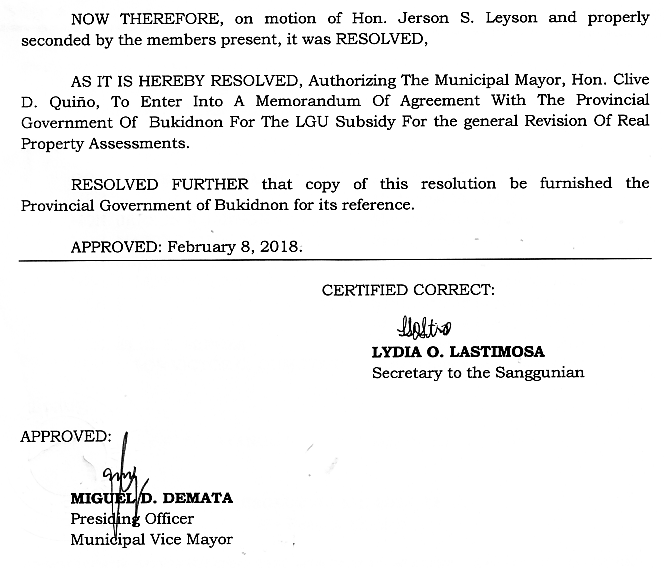 NOW THEREFORE, on motion of Hon. Jerson S. Leyson and properly
seconded by the members present, it was RESOLVED,
AS IT IS HEREBY RESOLVED, Authorizing The Municipal Mayor, Hon. Clive
D. Quiño, To Enter Into A Memorandum Of Agreement With The Provincial
Government Of Bukidnon For The LGU Subsidy For the general Revision Of Real
Property Assessments.
RESOLVED FURTHER that copy of this resolution be furnished the
Provincial Government of Bukidnon for its reference.
APPROVED: February 8, 2018.
CERTIFIED CORRECT:
LYDIA O. LASTIMOSA
Secretary to the Sanggunian
APPROVED:
MIGUEL D. DEMATA
Presiding Officer
Municipal Vice Mayor